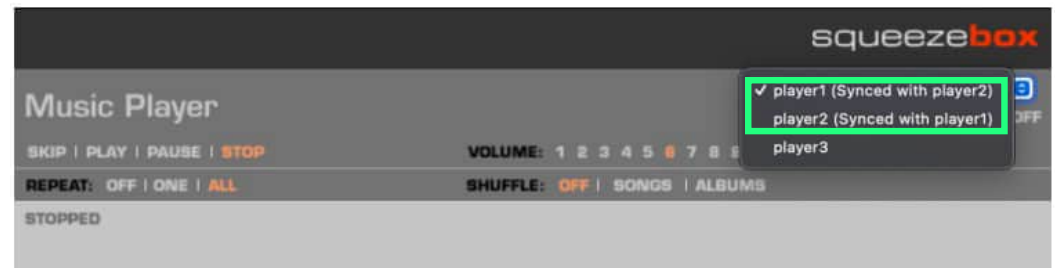 squeezebox
Music Player
✓ player1 (Synced with player2)
player2 (Synced with player1)
player3
OFF
SKIP | PLAY | PAUSE | STOP
VOLUME: 1 2 3 4 5 6 7 8 9
REPEAT: OFF | ONE | ALL
SHUFFLE: OFF | SONGS | ALBUMS
STOPPED